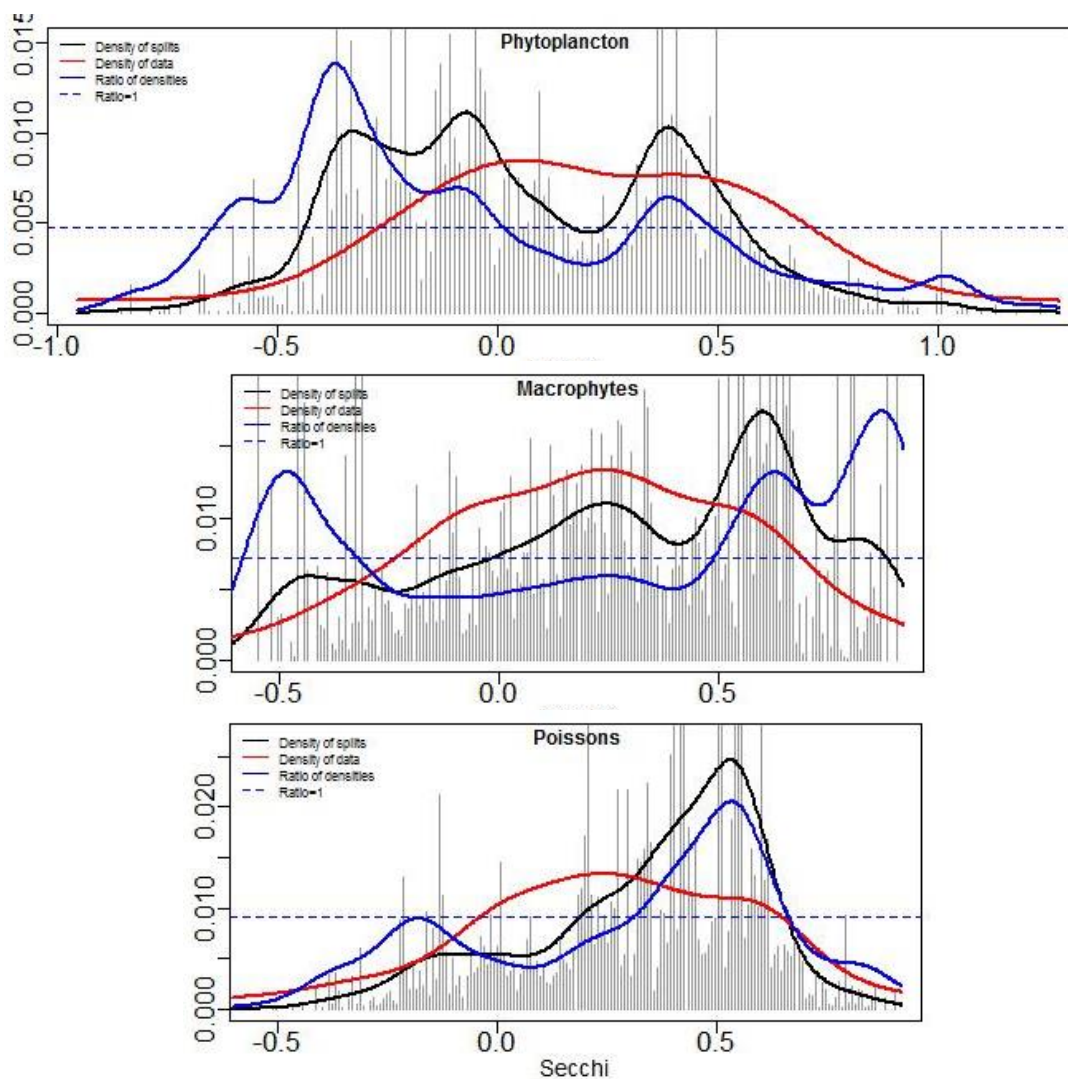 Phytoplancton
Density of splits
Density of data
Ratio of densities
Ratio=1
0.015
0.010
0.005
0.000
-1.0 -0.5 0.0 0.5 1.0
Macrophytes
Density of splits
Density of data
Ratio of densities
Ratio=1
0.010
0.000
-0.5 0.0 0.5
Poissons
Density of splits
Density of data
Ratio of densities
Ratio=1
0.020
0.010
0.000
-0.5 0.0 0.5
Secchi